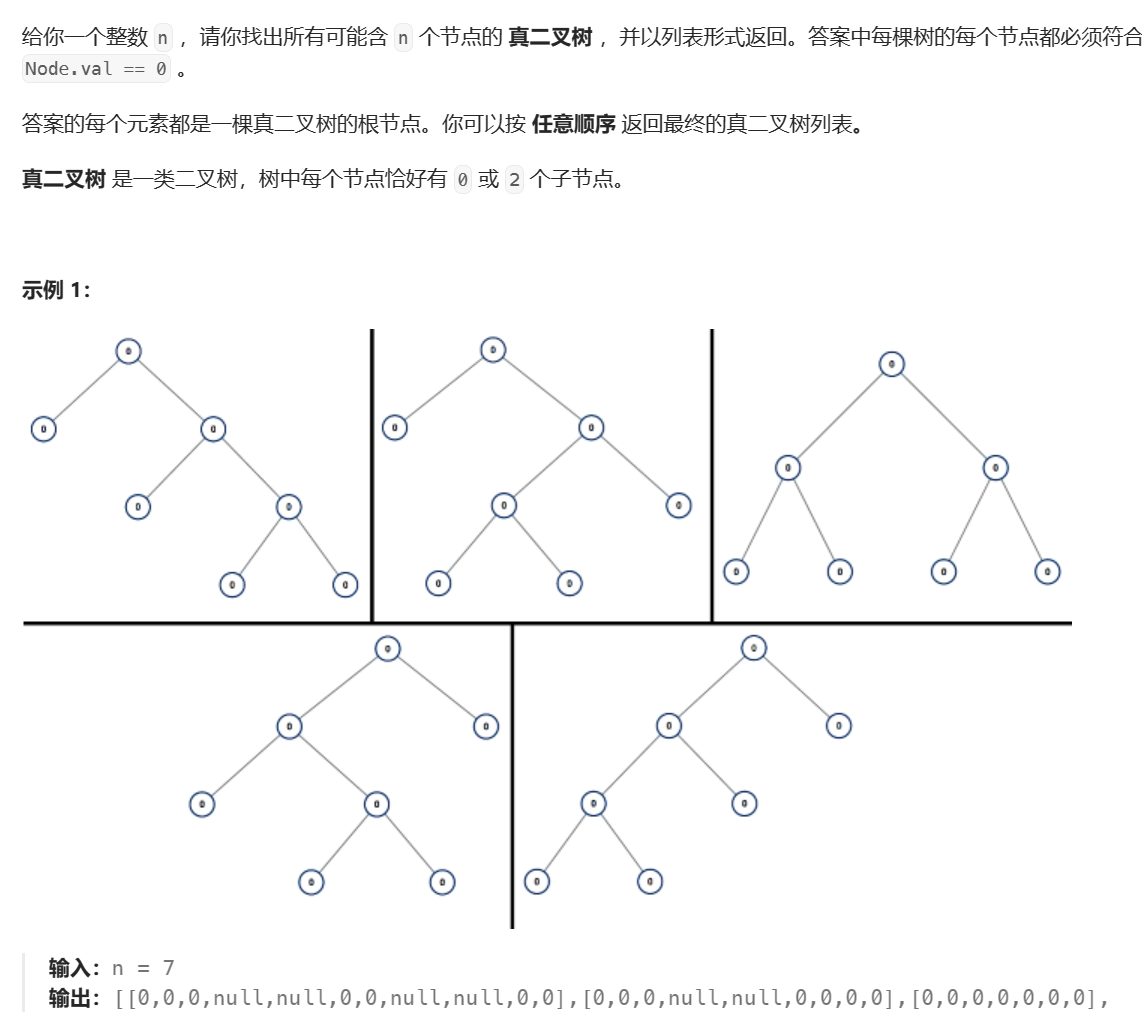 给你一个整数 n ，请你找出所有可能含 n 个节点的 真二叉树 ，并以列表形式返回。答案中每棵树的每个节点都必须符合
Node.val == 0 。
答案的每个元素都是一棵真二叉树的根节点。你可以按 任意顺序 返回最终的真二叉树列表。
真二叉树 是一类二叉树，树中每个节点恰好有 0 或 2 个子节点。
示例 1：
0 0 0
0 0 0 0 0 0
0 0 0 0
0 0 0 0 0 0 0 0
0 0
0 0 0 0
0 0 0 0
0 0 0 0
输入：n = 7
输出：[[0,0,0,null,null,0,0,null,null,0,0],[0,0,0,null,null,0,0,0,0],[0,0,0,0,0,0,0],